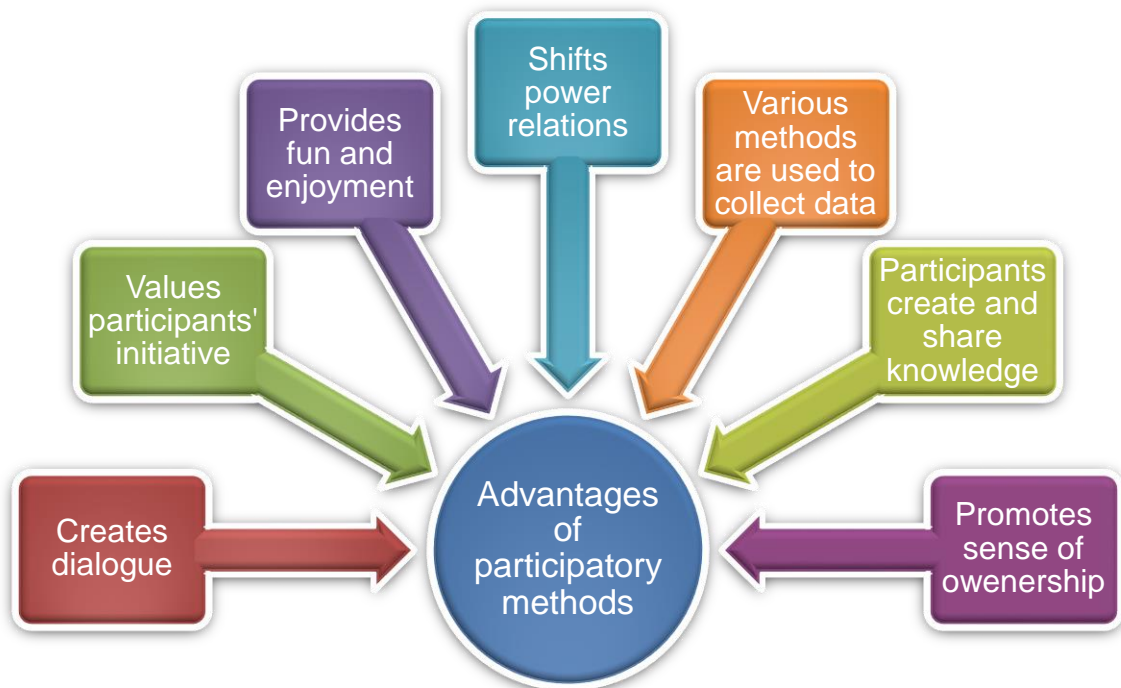 Creates
dialogue
Values
participants'
initiative
Provides
fun and
enjoyment
Shifts
power
relations
Various
methods
are used to
collect data
Participants
create and
share
knowledge
Promotes
sense of
owenership
Advantages
of
participatory
methods